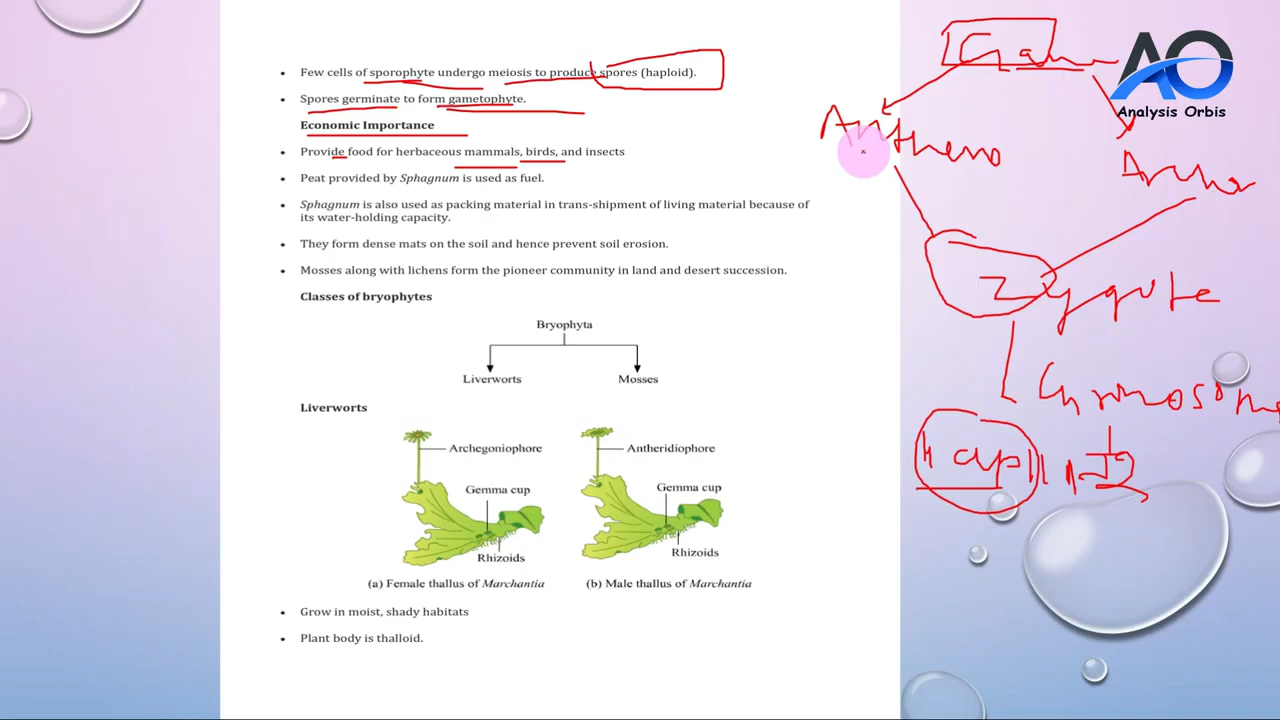 • Few cells of sporophyte undergo meiosis to produce spores (haploid).
• Spores germinate to form gametophyte.
Economic Importance
• Provide food for herbaceous mammals, birds, and insects
• Peat provided by Sphagnum is used as fuel.
• Sphagnum is also used as packing material in trans-shipment of living material because of
its water-holding capacity.
• They form dense mats on the soil and hence prevent soil erosion.
• Mosses along with lichens form the pioneer community in land and desert succession.
Classes of bryophytes
Bryophyta
Liverworts Mosses
Liverworts
Archegoniophore Antheridiophore
Gemma cup Gemma cup
Rhizoids Rhizoids
(a) Female thallus of Marchantia (b) Male thallus of Marchantia
• Grow in moist, shady habitats
• Plant body is thalloid.
AO
Analysis Orbis
Anthero
Zygote